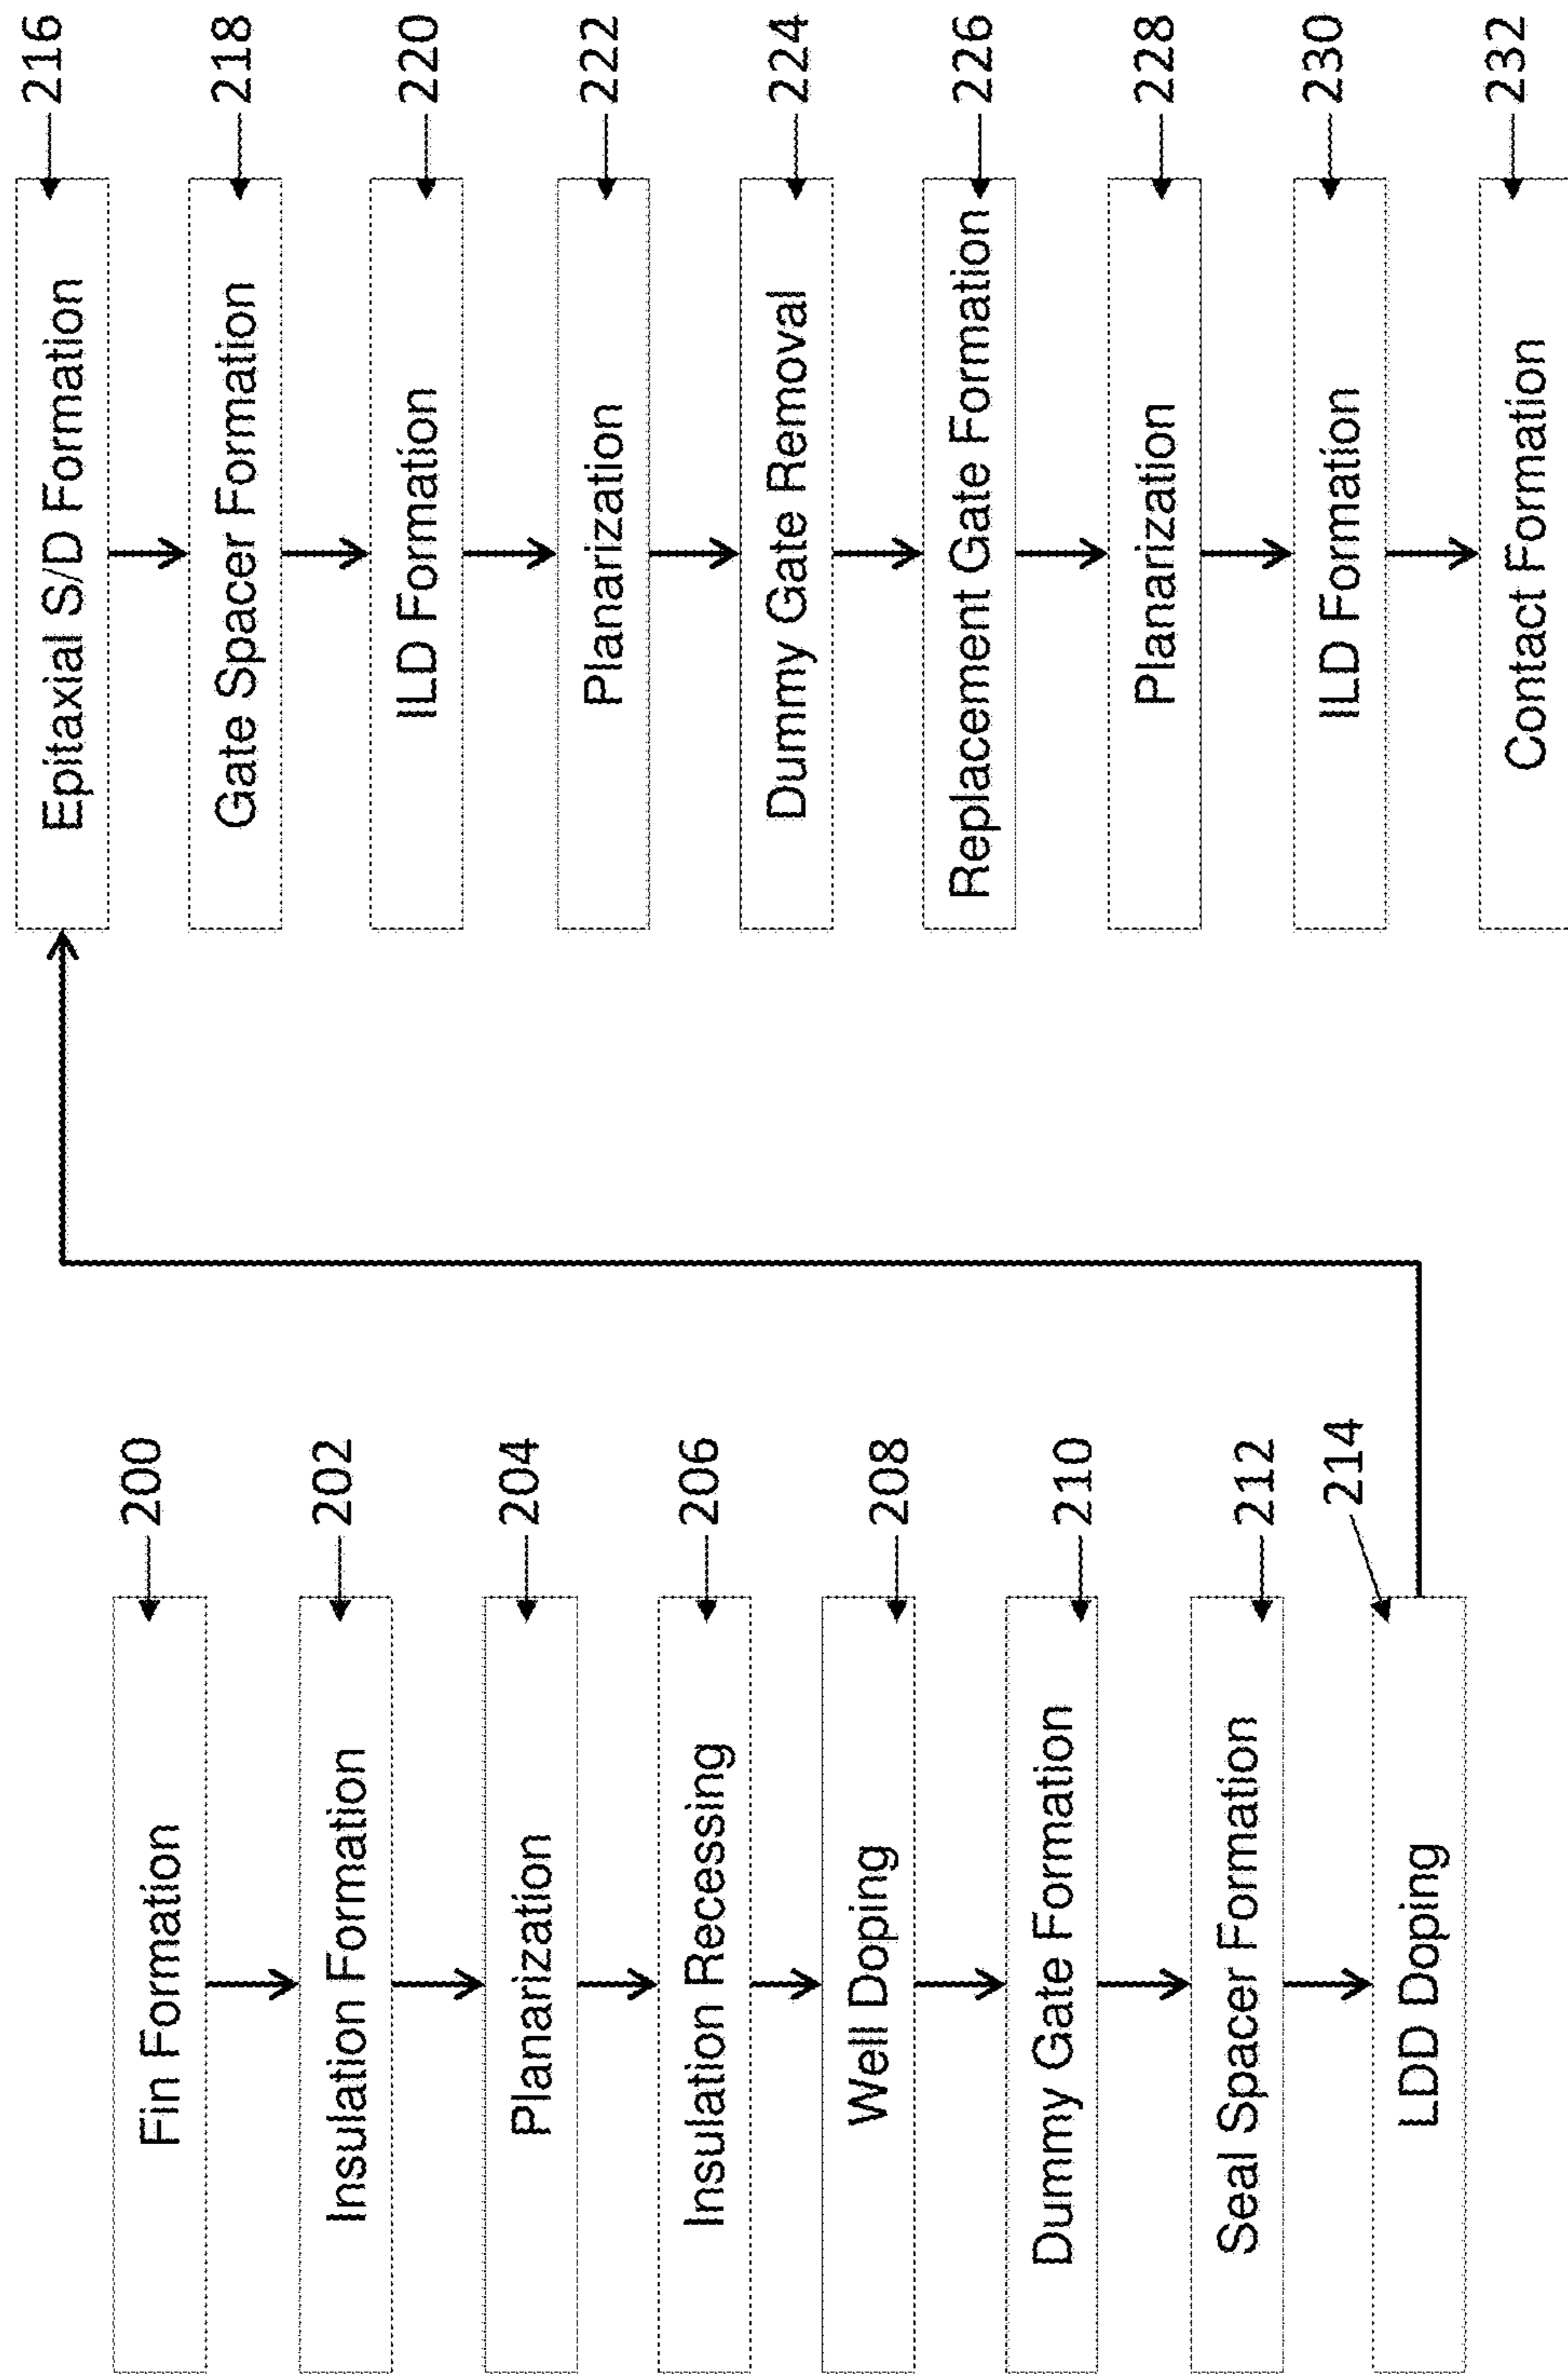 Fin Formation
200
Insulation Formation
202
Planarization
204
Insulation Recessing
206
Well Doping
208
Dummy Gate Formation
210
Seal Spacer Formation
212
LDD Doping
214
Epitaxial S/D Formation
216
Gate Spacer Formation
218
ILD Formation
220
Planarization
222
Dummy Gate Removal
224
Replacement Gate Formation
226
Planarization
228
ILD Formation
230
Contact Formation
232